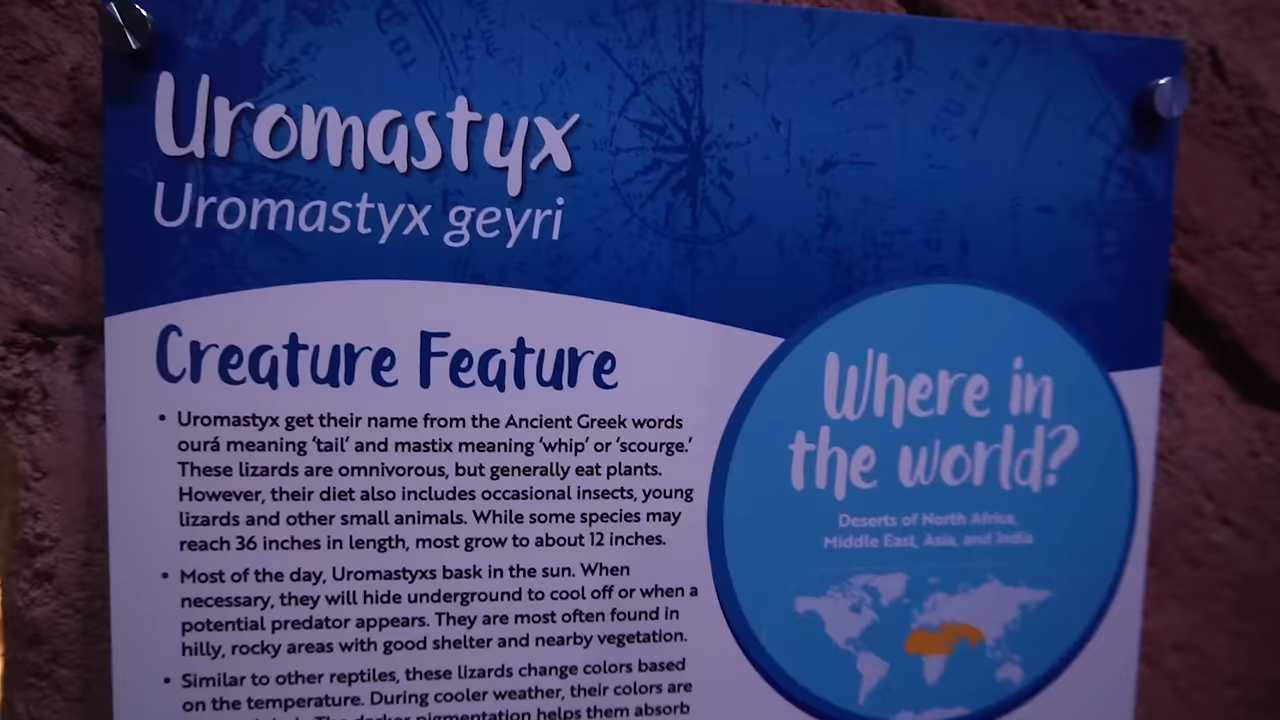 Uromastyx
Uromastyx geyri
Creature Feature
• Uromastyx get their name from the Ancient Greek words
ourá meaning ‘tail’ and mastix meaning ‘whip’ or ‘scourge.’
These lizards are omnivorous, but generally eat plants.
However, their diet also includes occasional insects, young
lizards and other small animals. While some species may
reach 36 inches in length, most grow to about 12 inches.
• Most of the day, Uromastyxs bask in the sun. When
necessary, they will hide underground to cool off or when a
potential predator appears. They are most often found in
hilly, rocky areas with good shelter and nearby vegetation.
• Similar to other reptiles, these lizards change colors based
on the temperature. During cooler weather, their colors are
The darker pigmentation helps them absorb
Where in
the world?
Deserts of North Africa,
Middle East, Asia, and India